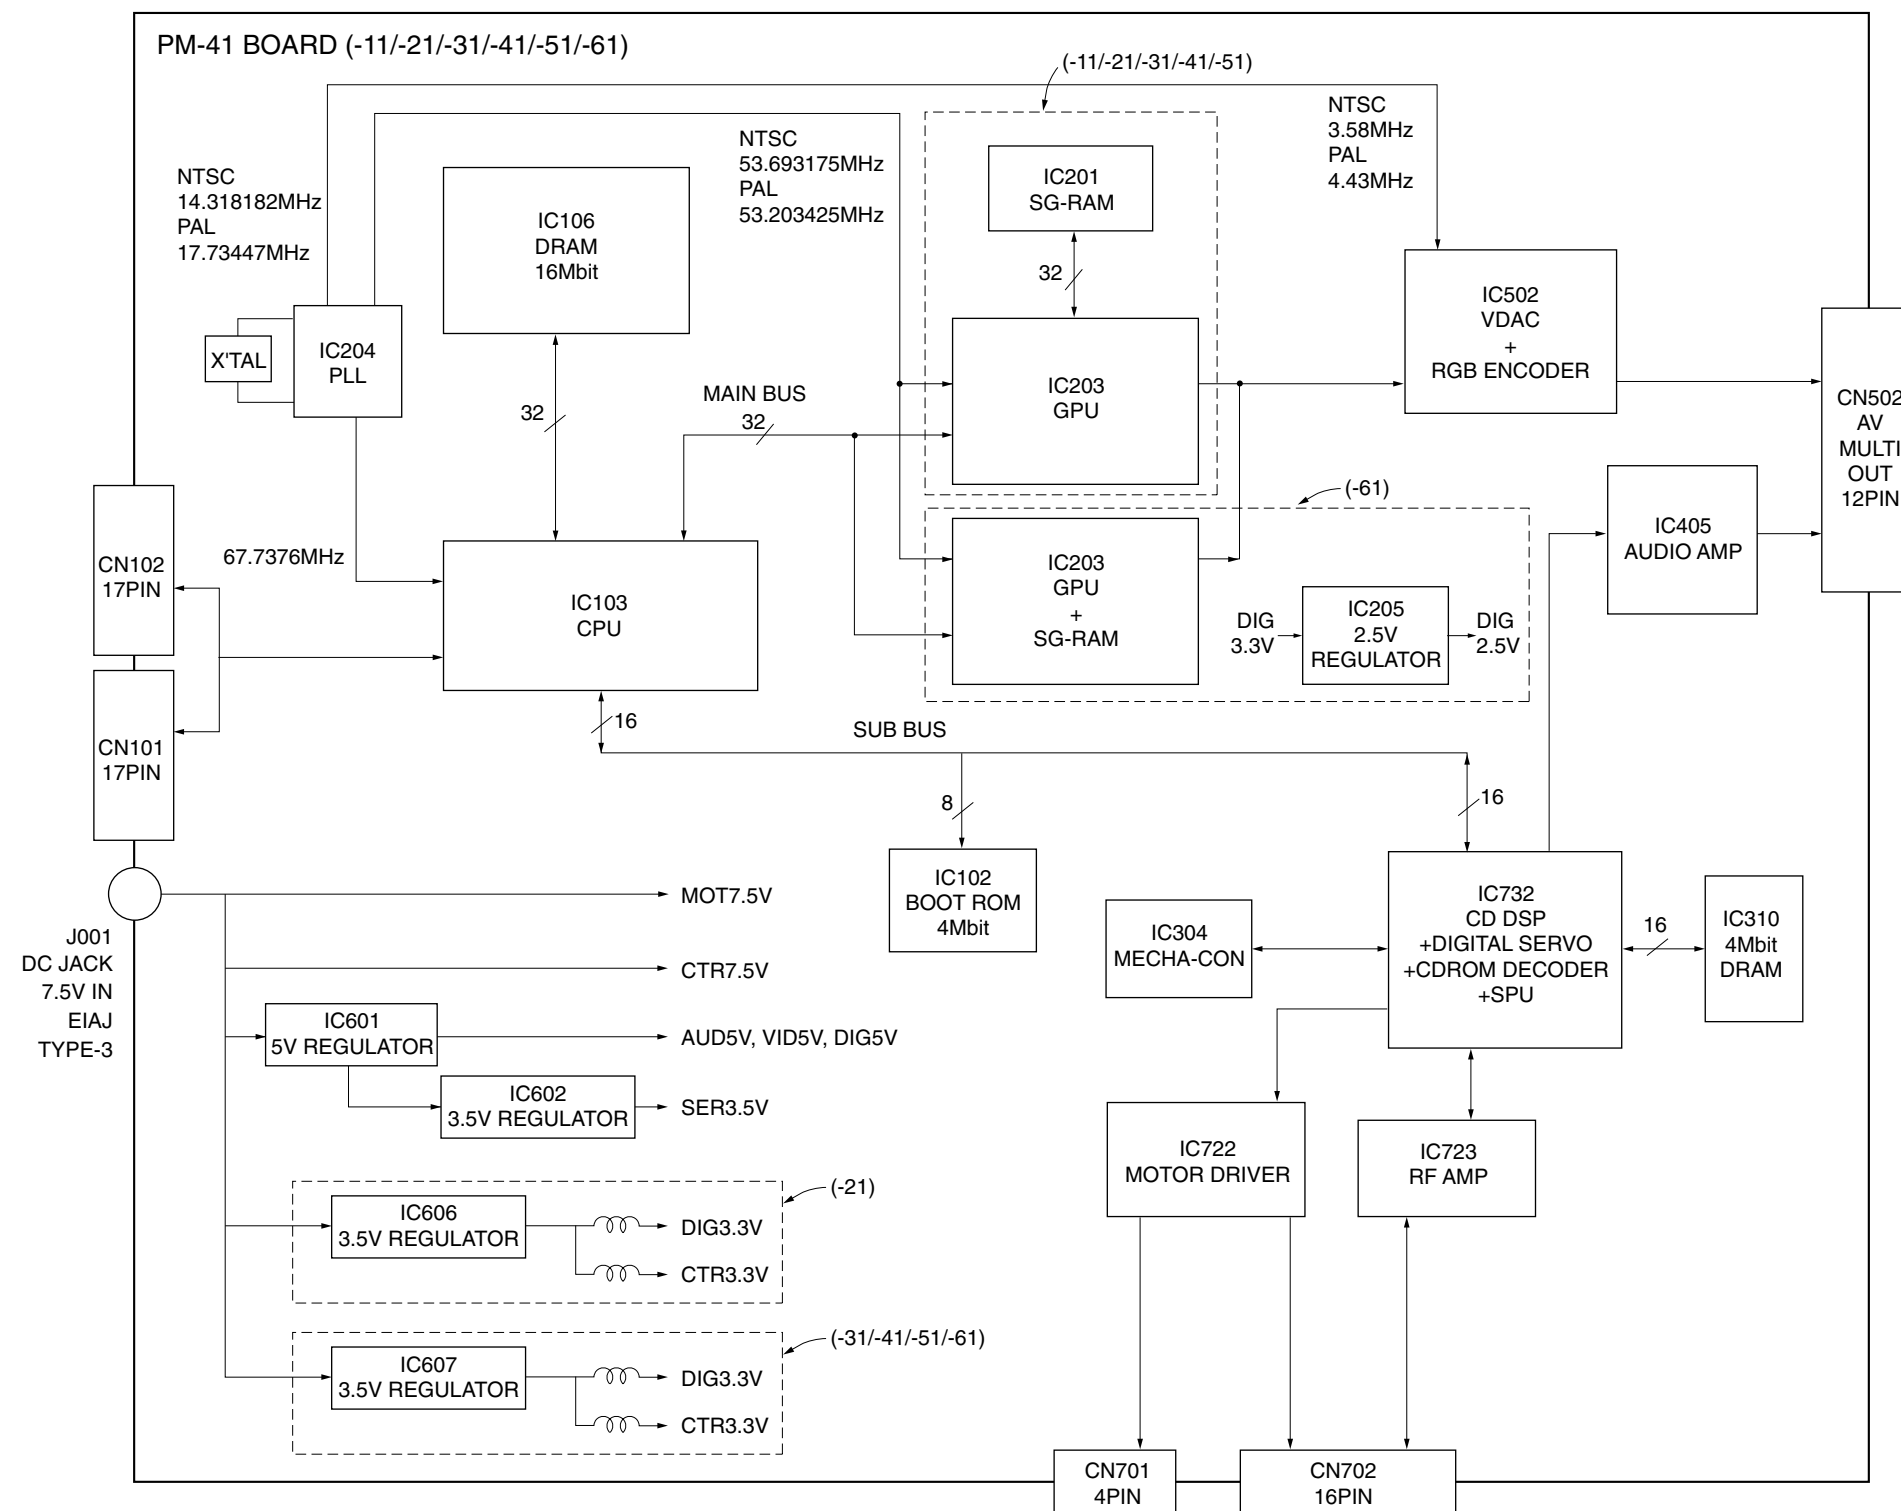 PM-41 BOARD (-11/-21/-31/-41/-51/-61)
(-11/-21/-31/-41/-51)
NTSC
14.318182MHz
PAL
17.73447MHz
IC106
DRAM
16Mbit
NTSC
53.693175MHz
PAL
53.203425MHz
IC201
SG-RAM
32
NTSC
3.58MHz
PAL
4.43MHz
X'TAL
IC204
PLL
32
MAIN BUS
32
IC203
GPU
IC502
VDAC
+
RGB ENCODER
CN502
AV
MULTI
OUT
12PIN
(-61)
CN102
17PIN
67.7376MHz
IC103
CPU
IC203
GPU
+
SG-RAM
DIG
3.3V
IC205
2.5V
REGULATOR
DIG
2.5V
IC405
AUDIO AMP
CN101
17PIN
16
SUB BUS
8
16
IC102
BOOT ROM
4Mbit
IC304
MECHA-CON
IC732
CD DSP
+DIGITAL SERVO
+CDROM DECODER
+SPU
16
IC310
4Mbit
DRAM
J001
DC JACK
7.5V IN
EIAJ
TYPE-3
MOT7.5V
CTR7.5V
IC601
5V REGULATOR
AUD5V, VID5V, DIG5V
IC602
3.5V REGULATOR
SER3.5V
IC722
MOTOR DRIVER
IC723
RF AMP
(-21)
IC606
3.5V REGULATOR
DIG3.3V
CTR3.3V
(-31/-41/-51/-61)
IC607
3.5V REGULATOR
DIG3.3V
CTR3.3V
CN701
4PIN
CN702
16PIN